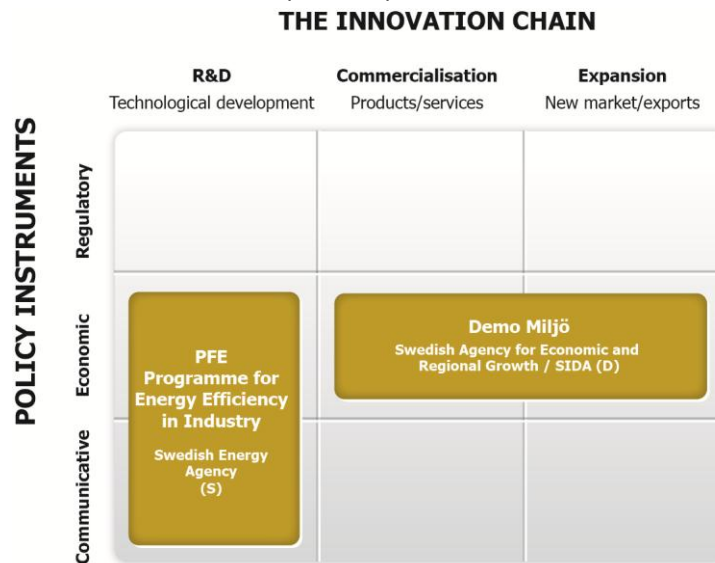 THE INNOVATION CHAIN
R&D
Technological development
Commercialisation
Products/services
Expansion
New market/exports
POLICY INSTRUMENTS
Regulatory
Economic
Communicative
PFE
Programme for
Energy Efficiency
in Industry
Swedish Energy
Agency
(S)
Demo Miljö
Swedish Agency for Economic and
Regional Growth / SIDA (D)